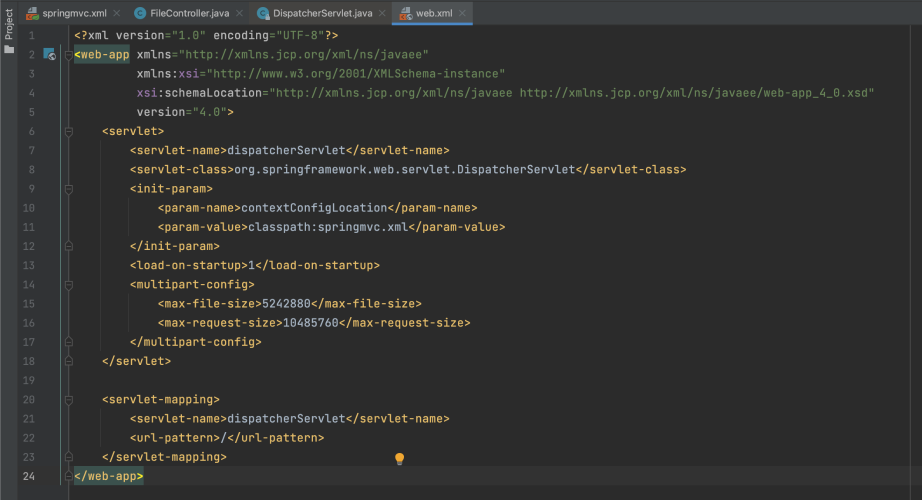 Project
springmvc.xml FileController.java DispatcherServlet.java web.xml
1 <?xml version="1.0" encoding="UTF-8"?>
2 <web-app xmlns="http://xmlns.jcp.org/xml/ns/javaee"
3 xmlns:xsi="http://www.w3.org/2001/XMLSchema-instance"
4 xsi:schemaLocation="http://xmlns.jcp.org/xml/ns/javaee http://xmlns.jcp.org/xml/ns/javaee/web-app_4_0.xsd"
5 version="4.0">
6 <servlet>
7 <servlet-name>dispatcherServlet</servlet-name>
8 <servlet-class>org.springframework.web.servlet.DispatcherServlet</servlet-class>
9 <init-param>
10 <param-name>contextConfigLocation</param-name>
11 <param-value>classpath:springmvc.xml</param-value>
12 </init-param>
13 <load-on-startup>1</load-on-startup>
14 <multipart-config>
15 <max-file-size>5242880</max-file-size>
16 <max-request-size>10485760</max-request-size>
17 </multipart-config>
18 </servlet>
19
20 <servlet-mapping>
21 <servlet-name>dispatcherServlet</servlet-name>
22 <url-pattern>/</url-pattern>
23 </servlet-mapping>
24 </web-app>